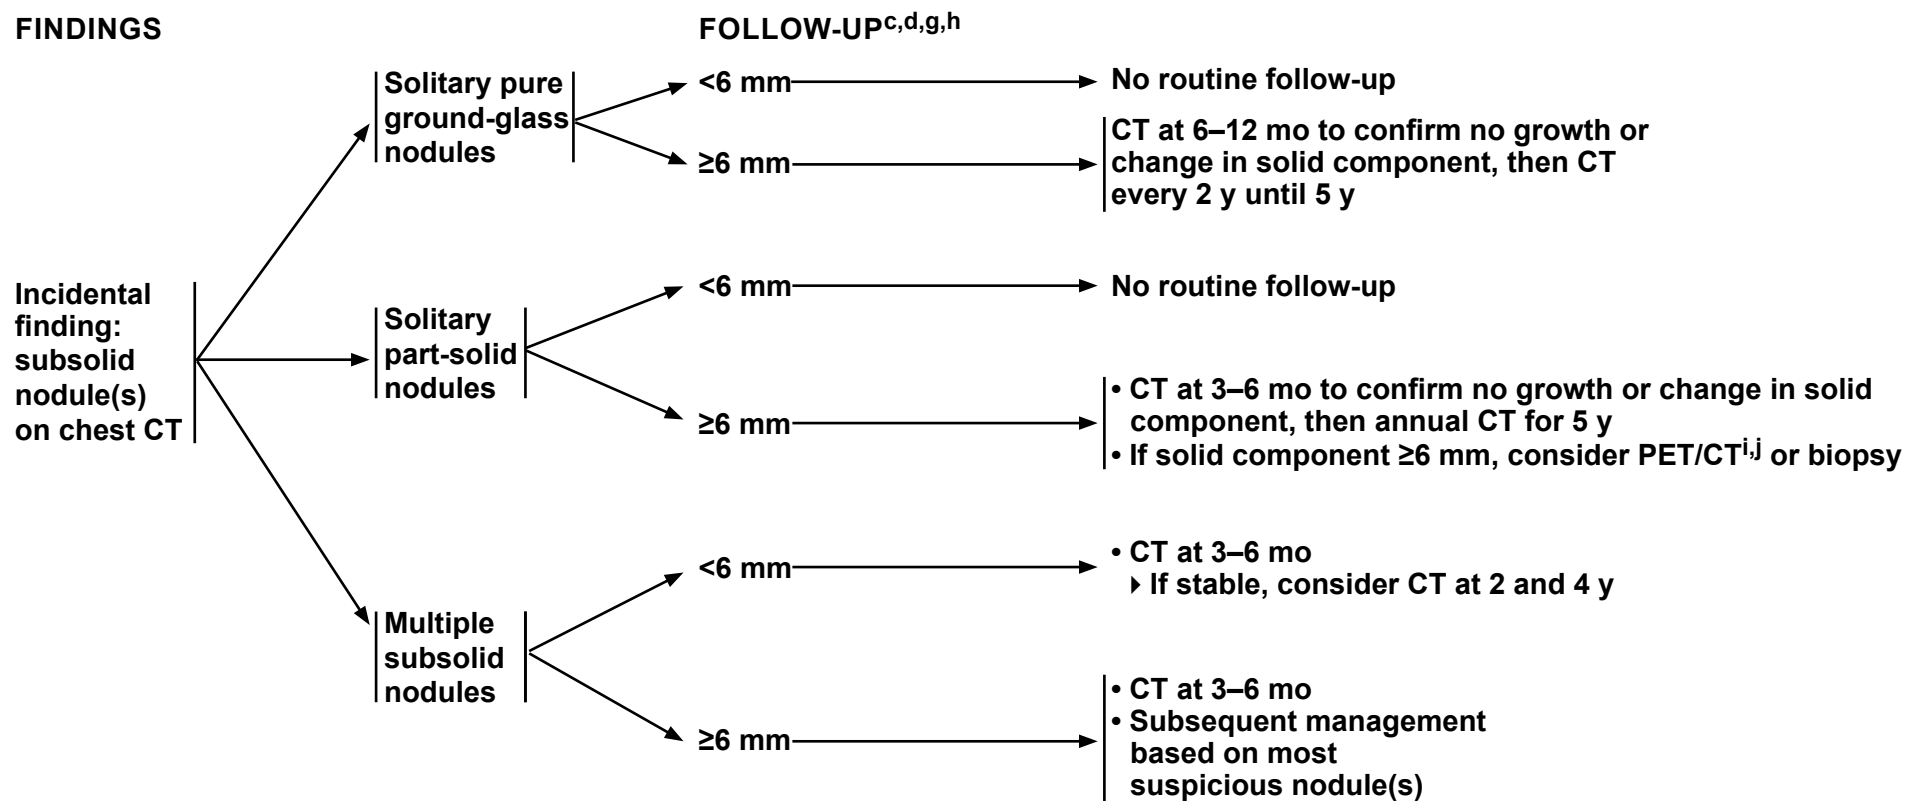 FINDINGS
FOLLOW-UPc,d,g,h
Incidental
finding:
subsolid
nodule(s)
on chest CT
Solitary pure
ground-glass
nodules
<6 mm
No routine follow-up
≥6 mm
CT at 6–12 mo to confirm no growth or
change in solid component, then CT
every 2 y until 5 y
Solitary
part-solid
nodules
<6 mm
No routine follow-up
≥6 mm
• CT at 3–6 mo to confirm no growth or change in solid
component, then annual CT for 5 y
• If solid component ≥6 mm, consider PET/CTi,j or biopsy
Multiple
subsolid
nodules
<6 mm
• CT at 3–6 mo
‣ If stable, consider CT at 2 and 4 y
≥6 mm
• CT at 3–6 mo
• Subsequent management
based on most
suspicious nodule(s)